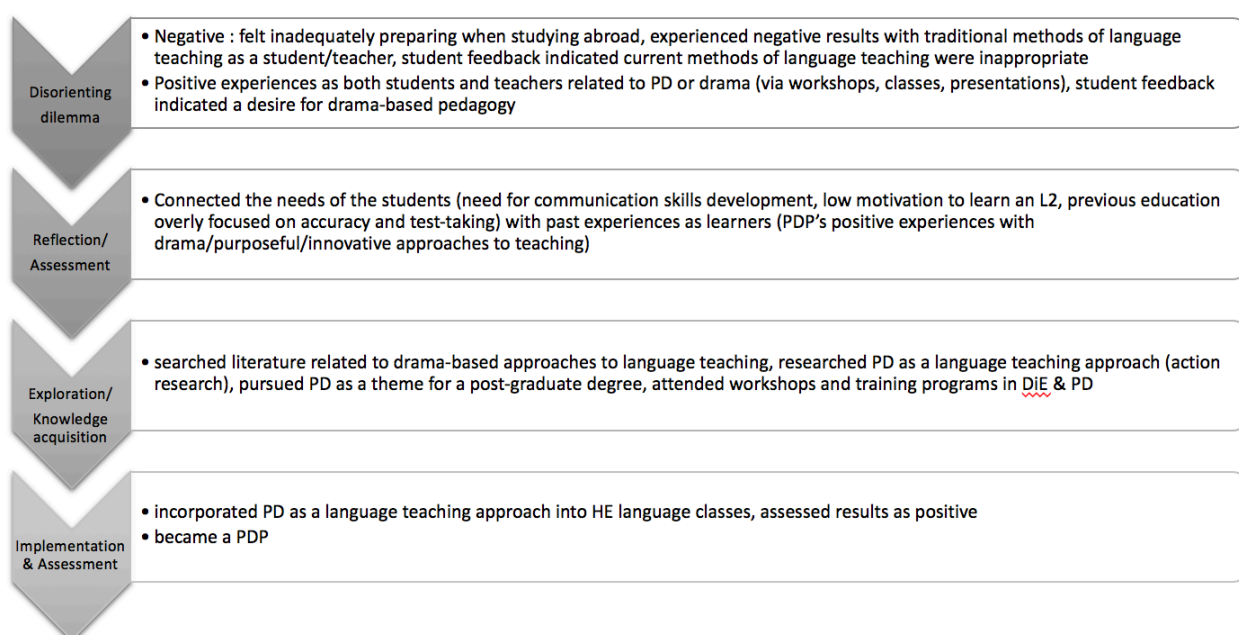 Disorienting
dilemma
• Negative : felt inadequately preparing when studying abroad, experienced negative results with traditional methods of language
teaching as a student/teacher, student feedback indicated current methods of language teaching were inappropriate
• Positive experiences as both students and teachers related to PD or drama (via workshops, classes, presentations), student feedback
indicated a desire for drama-based pedagogy
Reflection/
Assessment
• Connected the needs of the students (need for communication skills development, low motivation to learn an L2, previous education
overly focused on accuracy and test-taking) with past experiences as learners (PDP’s positive experiences with
drama/purposeful/innovative approaches to teaching)
Exploration/
Knowledge
acquisition
• searched literature related to drama-based approaches to language teaching, researched PD as a language teaching approach (action
research), pursued PD as a theme for a post-graduate degree, attended workshops and training programs in DiE & PD
Implementation
& Assessment
• incorporated PD as a language teaching approach into HE language classes, assessed results as positive
• became a PDP